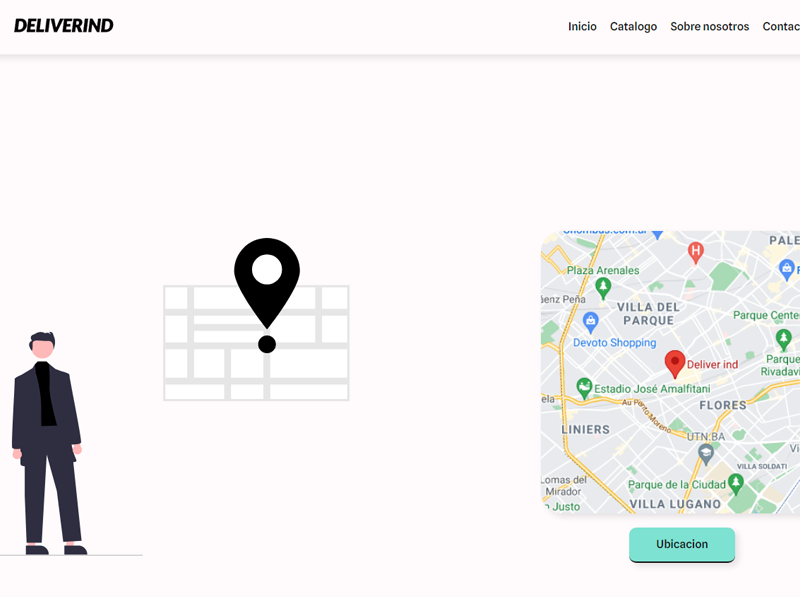 DELIVERIND
Inicio Catalogo Sobre nosotros Contac
PALE
Plaza Arenales
aenz Peña
VILLA DEL
PARQUE
Parque Center
Devoto Shopping
Parque
Rivadavi
Deliver ind
Estadio José Amalfitani
ela
Au Perito Moreno
FLORES
LINIERS
UTN.BA
VILLA SOLDATI
Lomas del
Mirador
Parque de la Ciudad
n Justo
VILLA LUGANO
Ubicacion